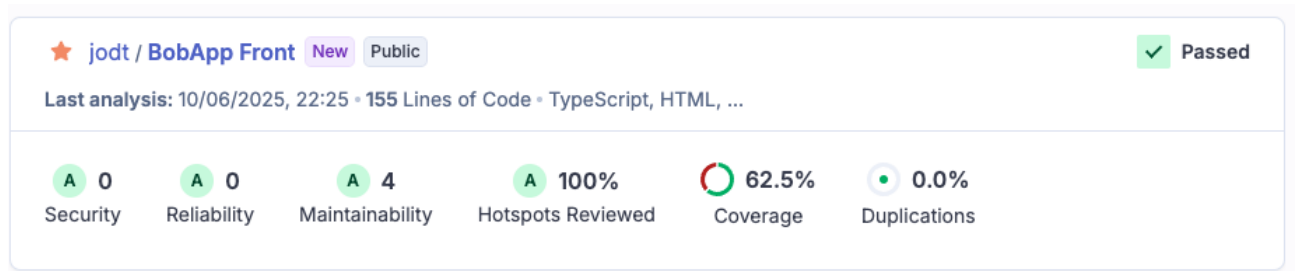 jodt / BobApp Front New Public Passed
Last analysis: 10/06/2025, 22:25 • 155 Lines of Code • TypeScript, HTML, ...
A 0 A 0 A 4 A 100% 62.5% 0.0%
Security Reliability Maintainability Hotspots Reviewed Coverage Duplications